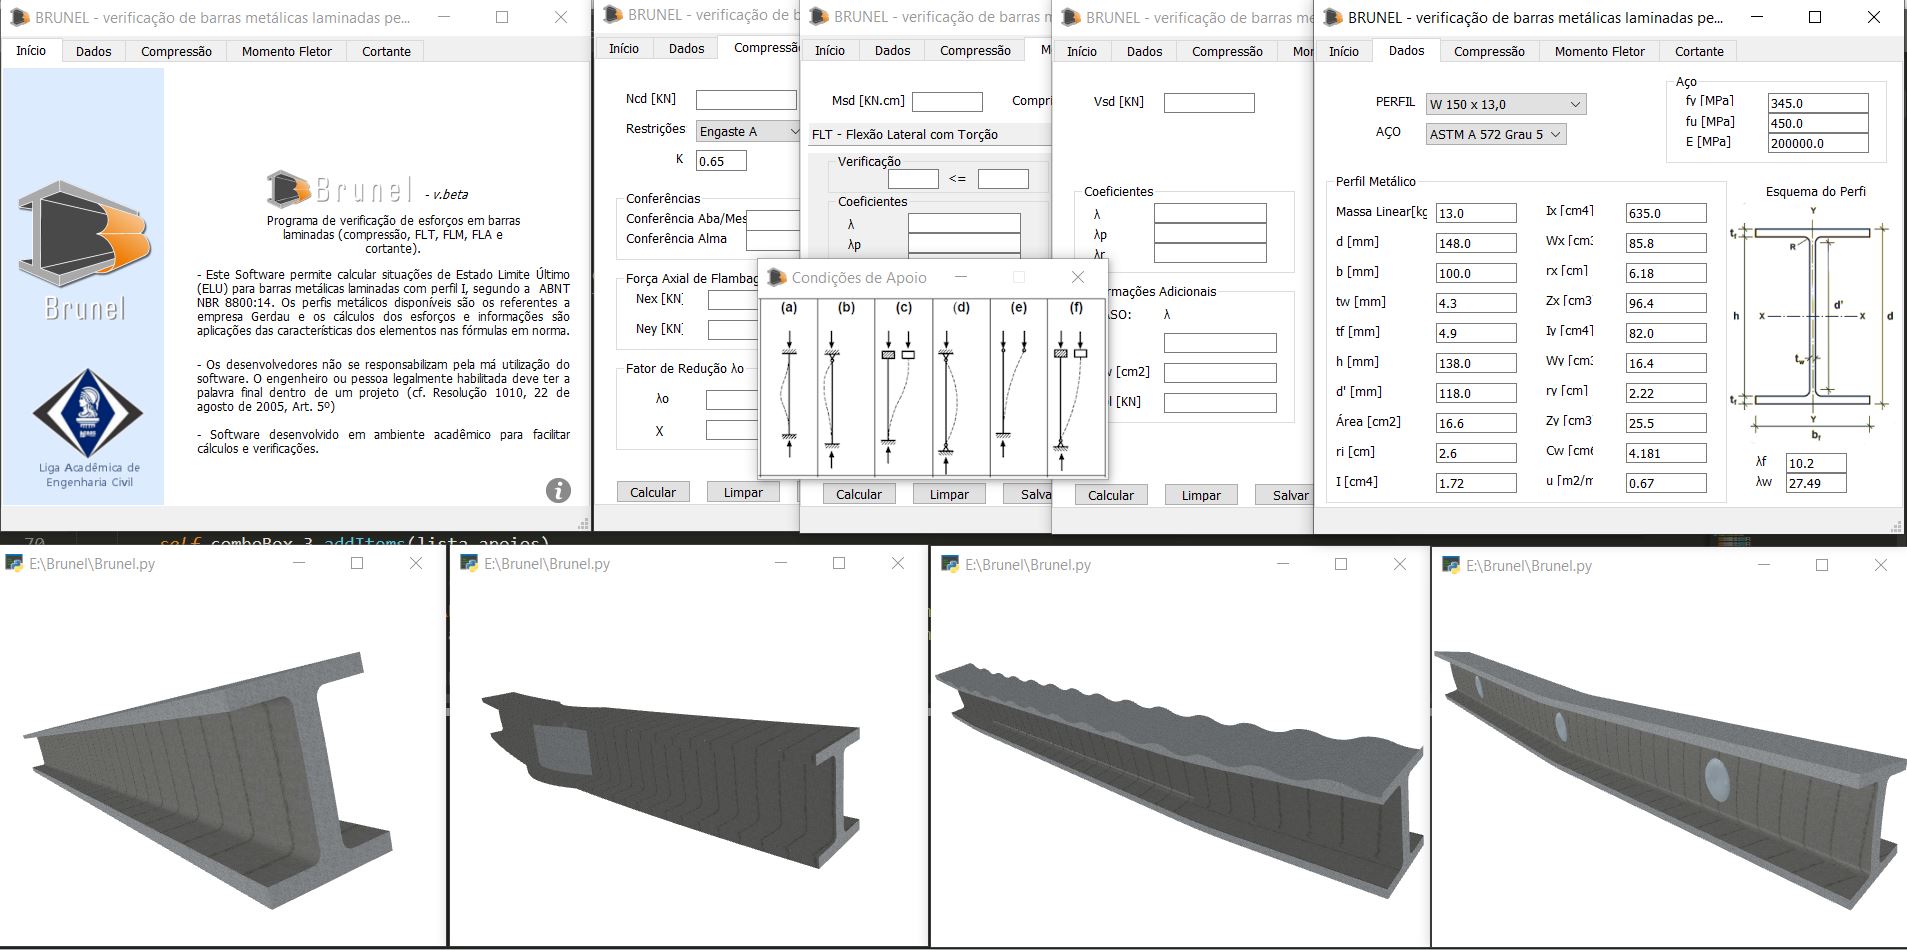 BRUNEL - verificação de barras metálicas laminadas pe...
Início
Dados
Compressão
Momento Fletor
Cortante
Brunel
Liga Acadêmica de
Engenharia Civil
Brunel - v.beta
Programa de verificação de esforços em barras
laminadas (compressão, FLT, FLM, FLA e
cortante).
- Este Software permite calcular situações de Estado Limite Último
(ELU) para barras metálicas laminadas com perfil I, segundo a ABNT
NBR 8800:14. Os perfis metálicos disponíveis são os referentes a
empresa Gerdau e os cálculos dos esforços e informações são
aplicações das características dos elementos nas fórmulas em norma.
- Os desenvolvedores não se responsabilizam pela má utilização do
software. O engenheiro ou pessoa legalmente habilitada deve ter a
palavra final dentro de um projeto (cf. Resolução 1010, 22 de
agosto de 2005, Art. 5º)
- Software desenvolvido em ambiente acadêmico para facilitar
cálculos e verificações.
i
BRUNEL - verificação de b
Início
Dados
Compressão
Ncd [KN]
Restrições
Engaste A
K
0.65
Conferências
Conferência Aba/Mes
Conferência Alma
Força Axial de Flambag
Nex [KN]
Ney [KN]
Fator de Redução λo
λo
X
Calcular
Limpar
BRUNEL - verificação de barras metálicas
Início
Dados
Compressão
M
Msd [KN.cm]
Compri
FLT - Flexão Lateral com Torção
Verificação
<=
Coeficientes
λ
λp
Calcular
Limpar
Salva
BRUNEL - verificação de barras me
Início
Dados
Compressão
Mor
Vsd [KN]
Coeficientes
λ
λp
λr
rmações Adicionais
ASO:
λ
[cm2]
[KN]
Calcular
Limpar
Salvar
Condições de Apoio
(a) (b) (c) (d) (e) (f)
BRUNEL - verificação de barras metálicas laminadas pe...
Início
Dados
Compressão
Momento Fletor
Cortante
PERFIL
W 150 x 13,0
AÇO
ASTM A 572 Grau 5
Aço
fy [MPa] 345.0
fu [MPa] 450.0
E [MPa] 200000.0
Perfil Metálico
Massa Linear[kg 13.0
d [mm] 148.0
b [mm] 100.0
tw [mm] 4.3
tf [mm] 4.9
h [mm] 138.0
d' [mm] 118.0
Área [cm2] 16.6
ri [cm] 2.6
I [cm4] 1.72
Ix [cm4] 635.0
Wx [cm3 85.8
rx [cm] 6.18
Zx [cm3 96.4
Iy [cm4] 82.0
Wy [cm3 16.4
ry [cm] 2.22
Zy [cm3 25.5
Cw [cm6 4.181
u [m2/m 0.67
Esquema do Perfi
Y
tf
R
d'
h
X
X
d
tw
tf
Y
bf
λf 10.2
λw 27.49
70
self.comboBox_3.addItems(lista_apoios)
E:\Brunel\Brunel.py
E:\Brunel\Brunel.py
E:\Brunel\Brunel.py
E:\Brunel\Brunel.py